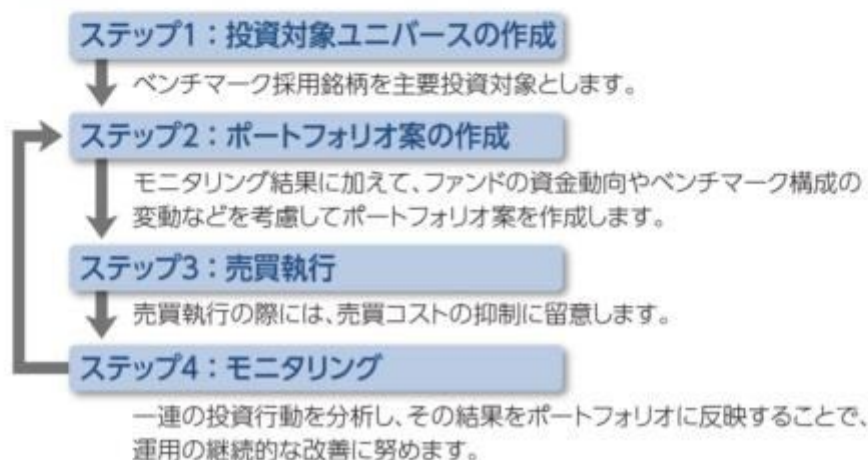 ステップ1：投資対象ユニバースの作成
ベンチマーク採用銘柄を主要投資対象とします。
ステップ2：ポートフォリオ案の作成
モニタリング結果に加えて、ファンドの資金動向やベンチマーク構成の
変動などを考慮してポートフォリオ案を作成します。
ステップ3：売買執行
売買執行の際には、売買コストの抑制に留意します。
ステップ4：モニタリング
一連の投資行動を分析し、その結果をポートフォリオに反映することで、
運用の継続的な改善に努めます。